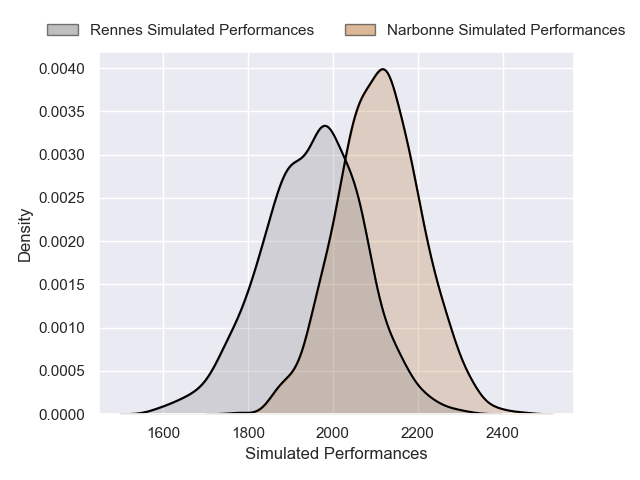 Rennes Simulated Performances Narbonne Simulated Performances
0.0040
0.0035
0.0030
0.0025
0.0020
0.0015
0.0010
0.0005
0.0000
Density
1600 1800 2000 2200 2400
Simulated Performances